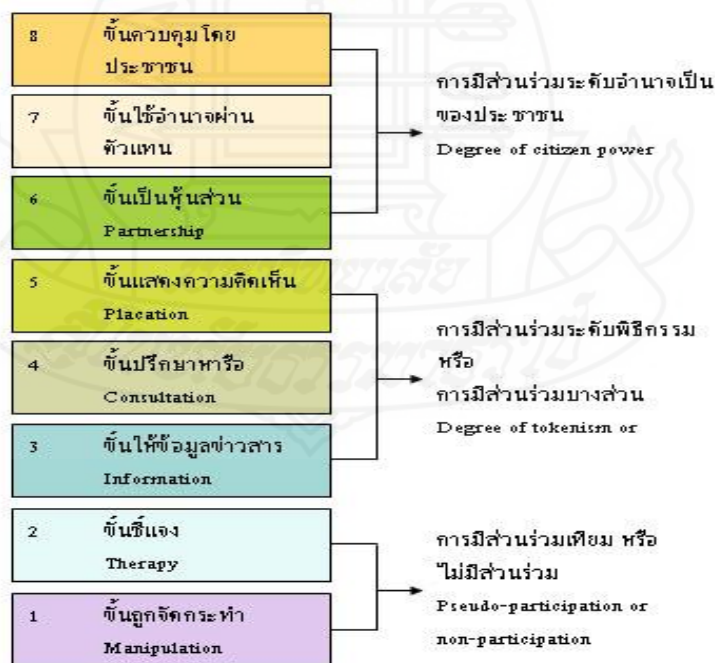 8 ขั้นควบคุมโดย
ประชาชน
7 ขั้นใช้อำนาจผ่าน
ตัวแทน
6 ขั้นเป็นหุ้นส่วน
Partnership
การมีส่วนร่วมระดับอำนาจเป็น
ของประชาชน
Degree of citizen power
5 ขั้นแสดงความคิดเห็น
Placation
4 ขั้นปรึกษาหารือ
Consultation
3 ขั้นให้ข้อมูลข่าวสาร
Information
การมีส่วนร่วมระดับพิธีกรรม
หรือ
การมีส่วนร่วมบางส่วน
Degree of tokenism or
2 ขั้นชี้แจง
Therapy
1 ขั้นถูกจัดกระทำ
Manipulation
การมีส่วนร่วมเทียม หรือ
ไม่มีส่วนร่วม
Pseudo-participation or
non-participation